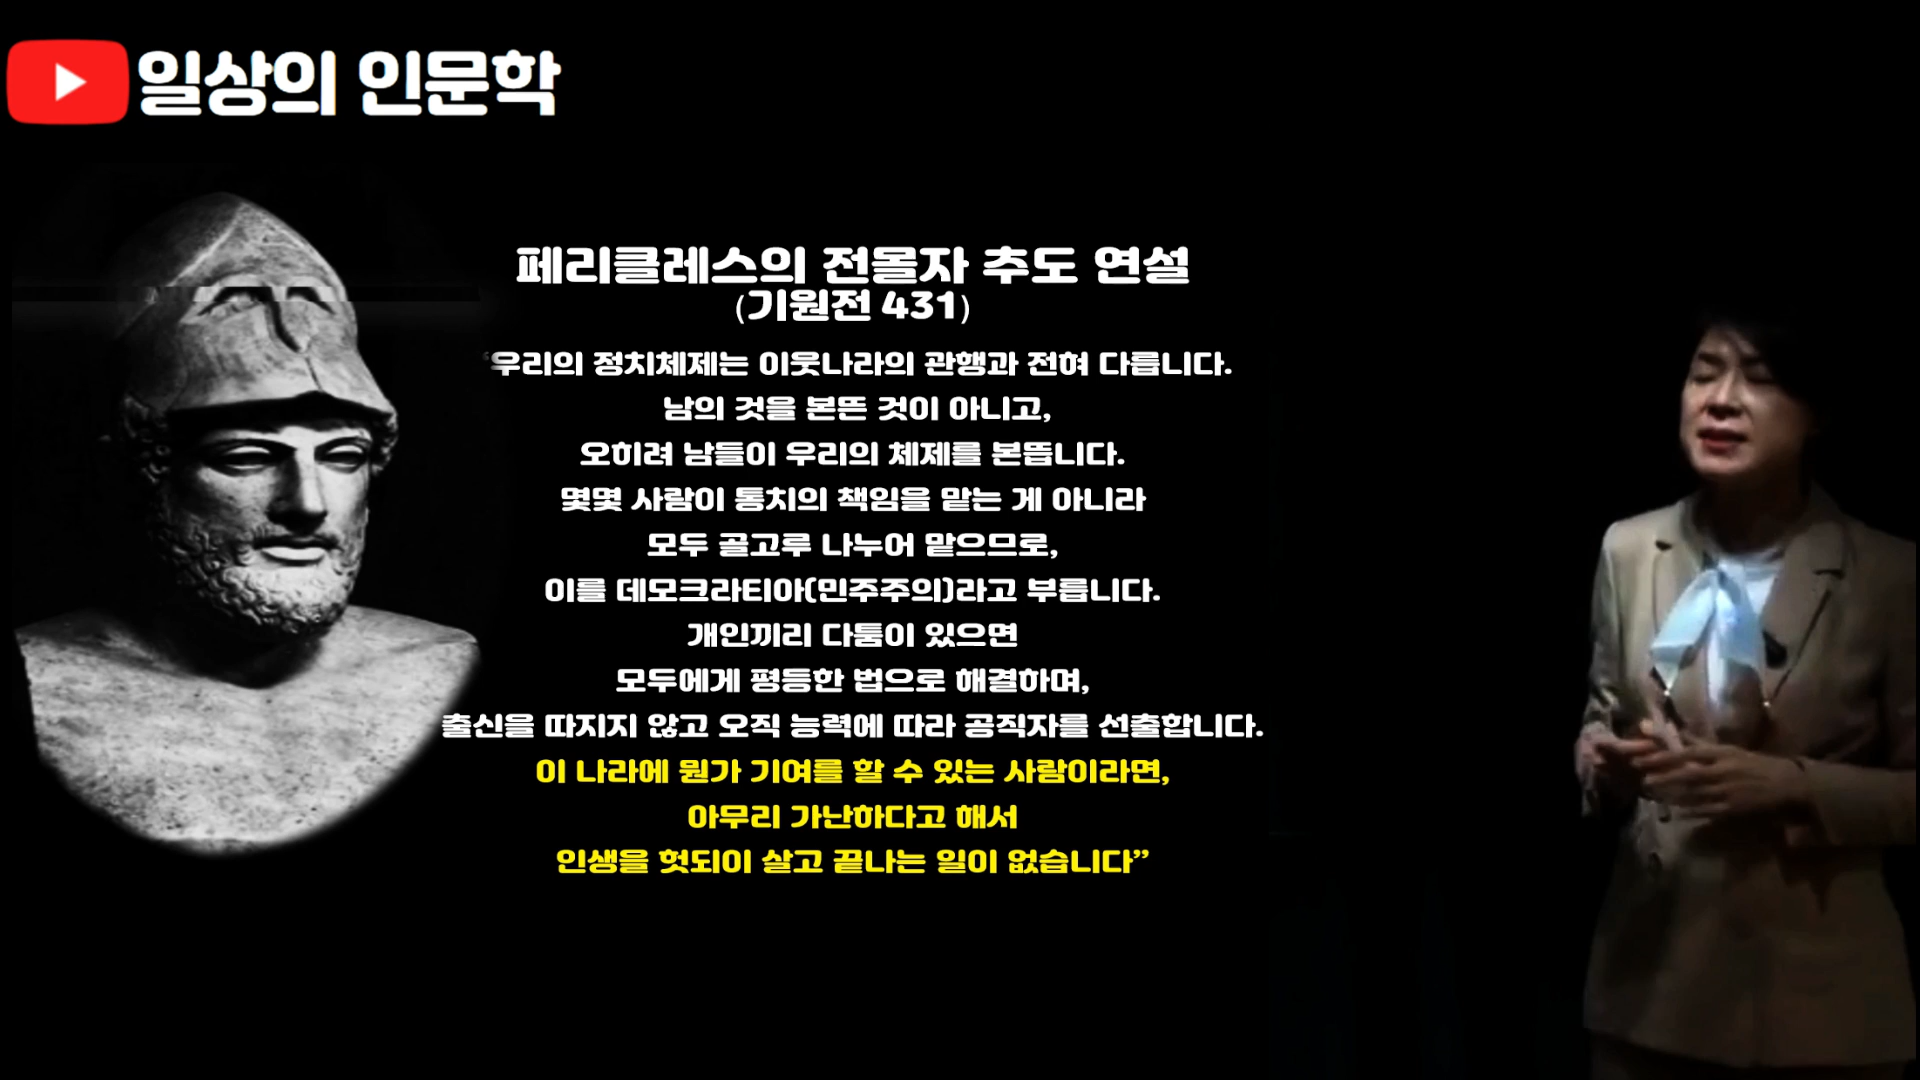 일상의 인문학
페리클레스의 전몰자 추도 연설
(기원전 431)
“우리의 정치체제는 이웃나라의 관행과 전혀 다릅니다.
남의 것을 본뜬 것이 아니고,
오히려 남들이 우리의 체제를 본뜹니다.
몇몇 사람이 통치의 책임을 맡는 게 아니라
모두 골고루 나누어 맡으므로,
이를 데모크라티아(민주주의)라고 부릅니다.
개인끼리 다툼이 있으면
모두에게 평등한 법으로 해결하며,
출신을 따지지 않고 오직 능력에 따라 공직자를 선출합니다.
이 나라에 뭔가 기여를 할 수 있는 사람이라면,
아무리 가난하다고 해서
인생을 헛되이 살고 끝나는 일이 없습니다”